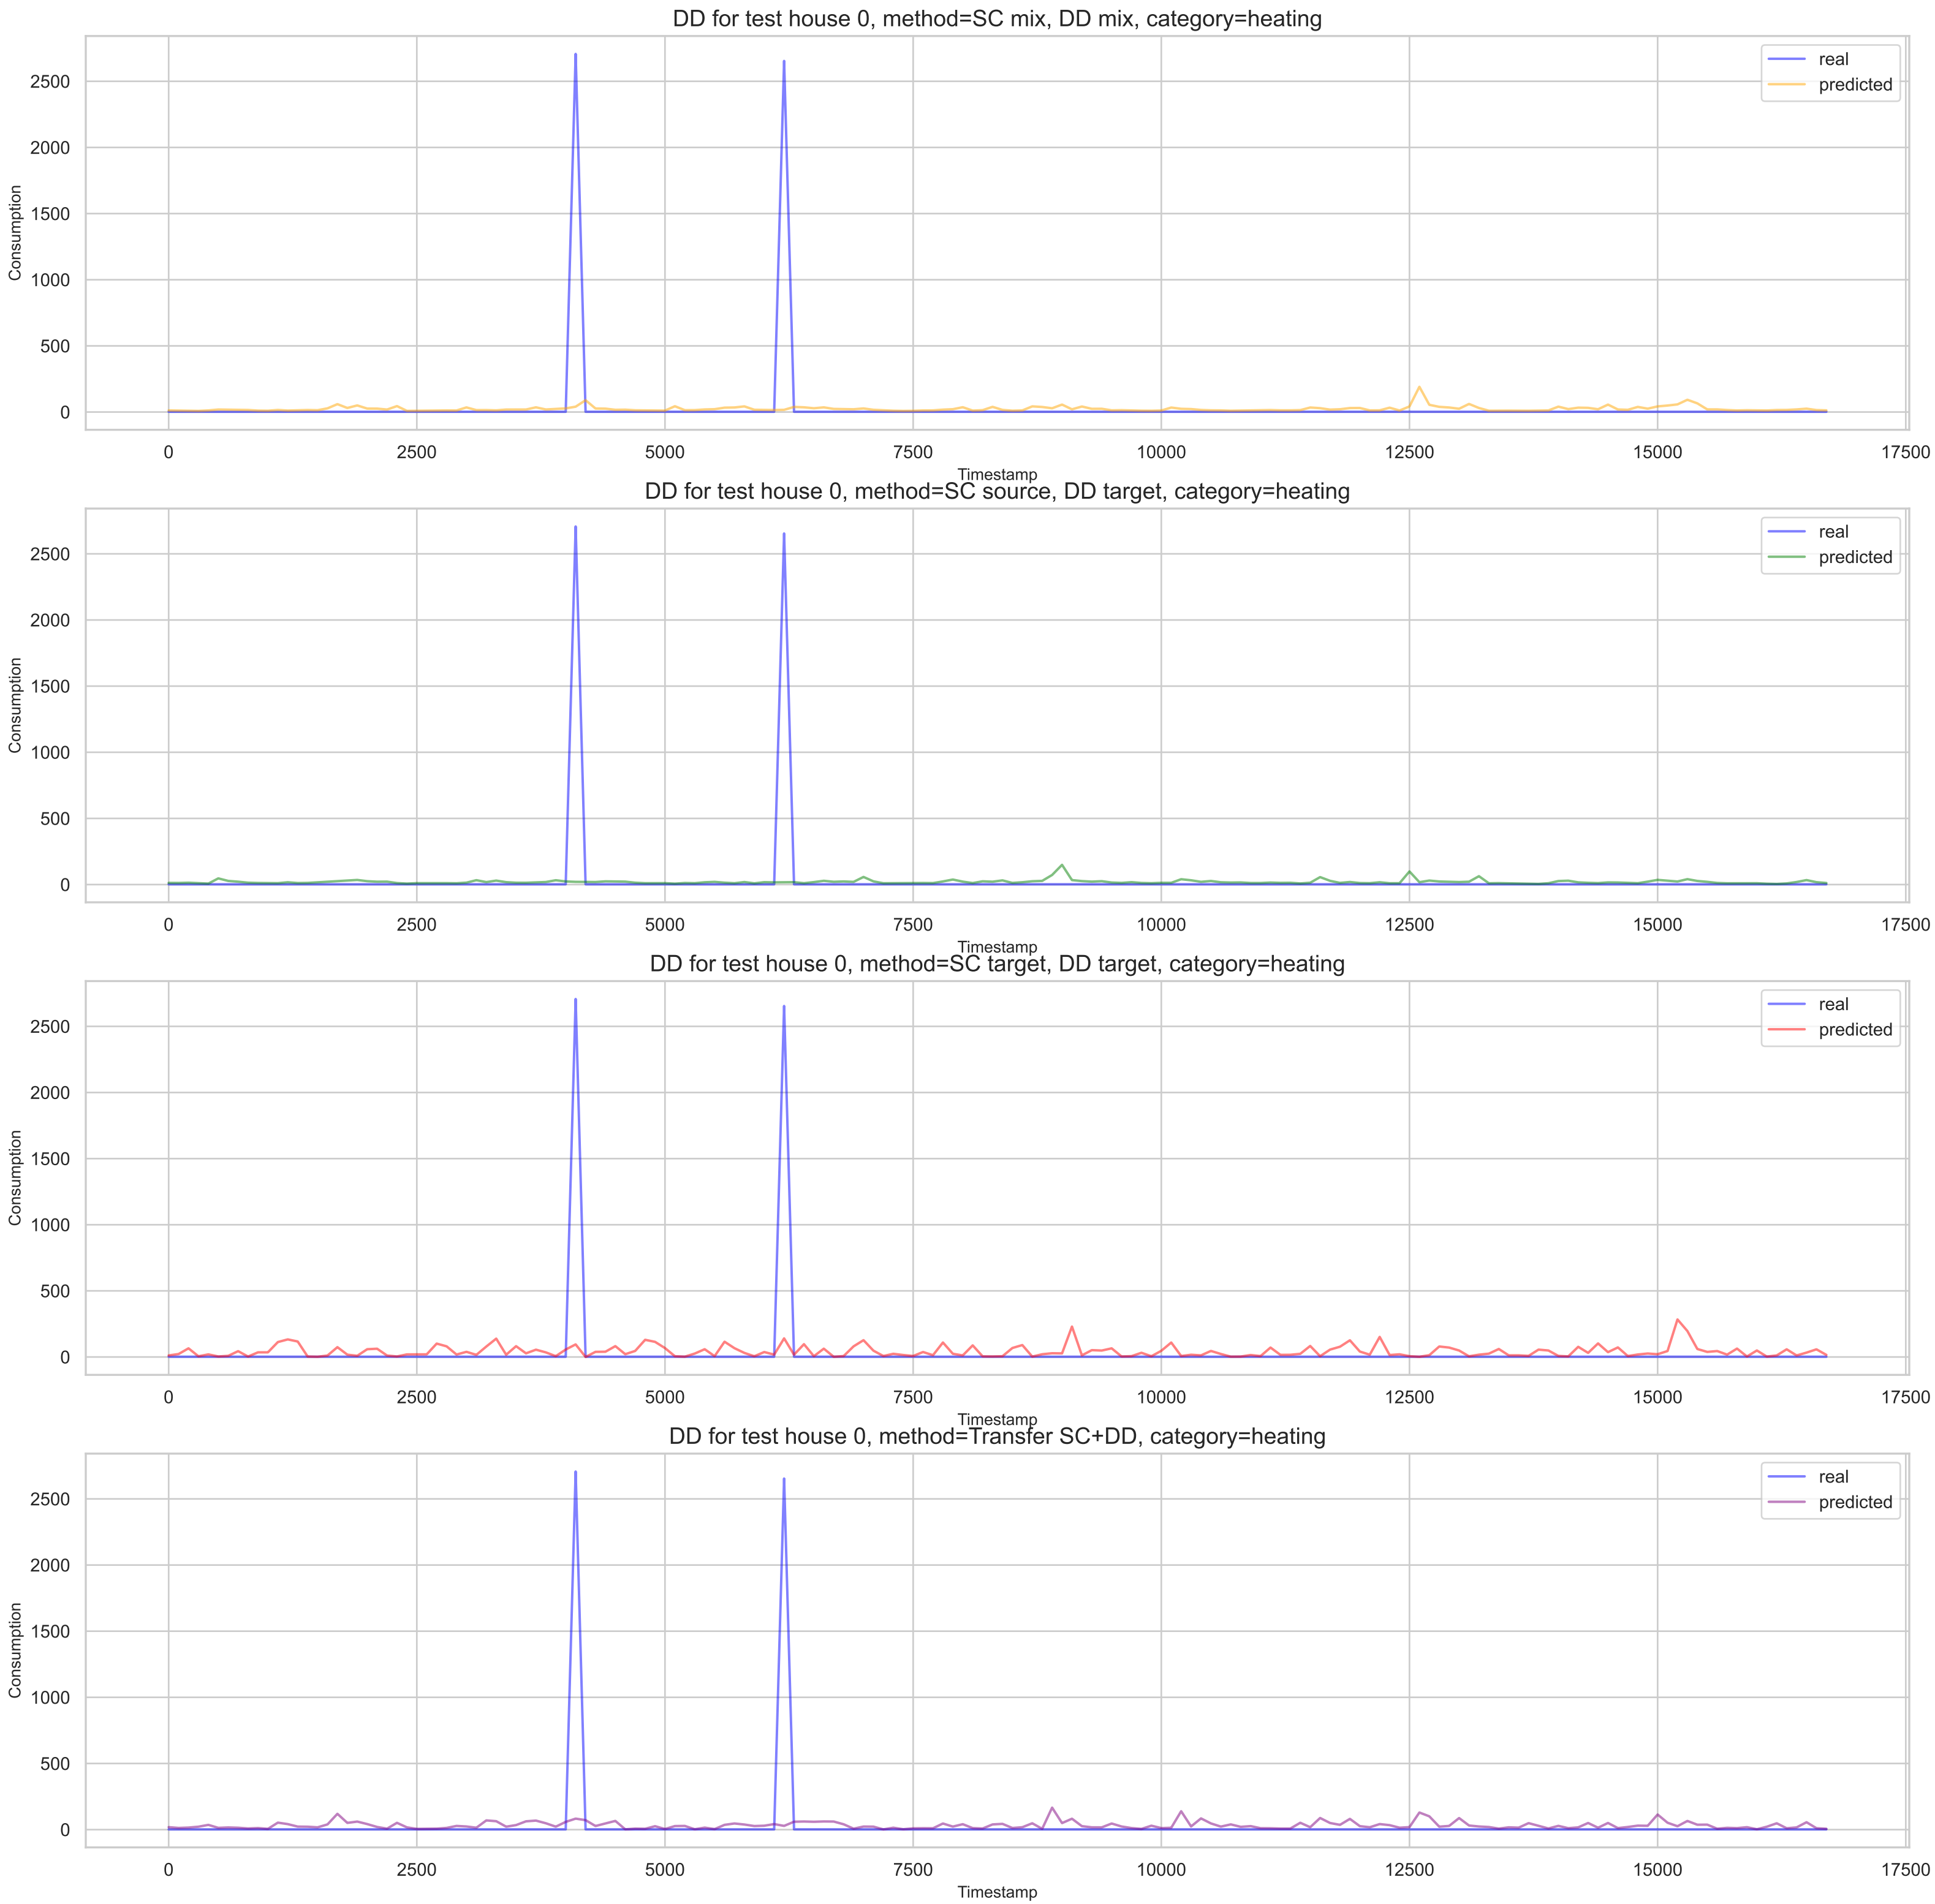 DD for test house 0, method=SC mix, DD mix, category=heating
real
predicted
2500
2000
1500
1000
500
0
Consumption
0 2500 5000 7500 10000 12500 15000 17500
Timestamp
DD for test house 0, method=SC source, DD target, category=heating
real
predicted
2500
2000
1500
1000
500
0
Consumption
0 2500 5000 7500 10000 12500 15000 17500
Timestamp
DD for test house 0, method=SC target, DD target, category=heating
real
predicted
2500
2000
1500
1000
500
0
Consumption
0 2500 5000 7500 10000 12500 15000 17500
Timestamp
DD for test house 0, method=Transfer SC+DD, category=heating
real
predicted
2500
2000
1500
1000
500
0
Consumption
0 2500 5000 7500 10000 12500 15000 17500
Timestamp